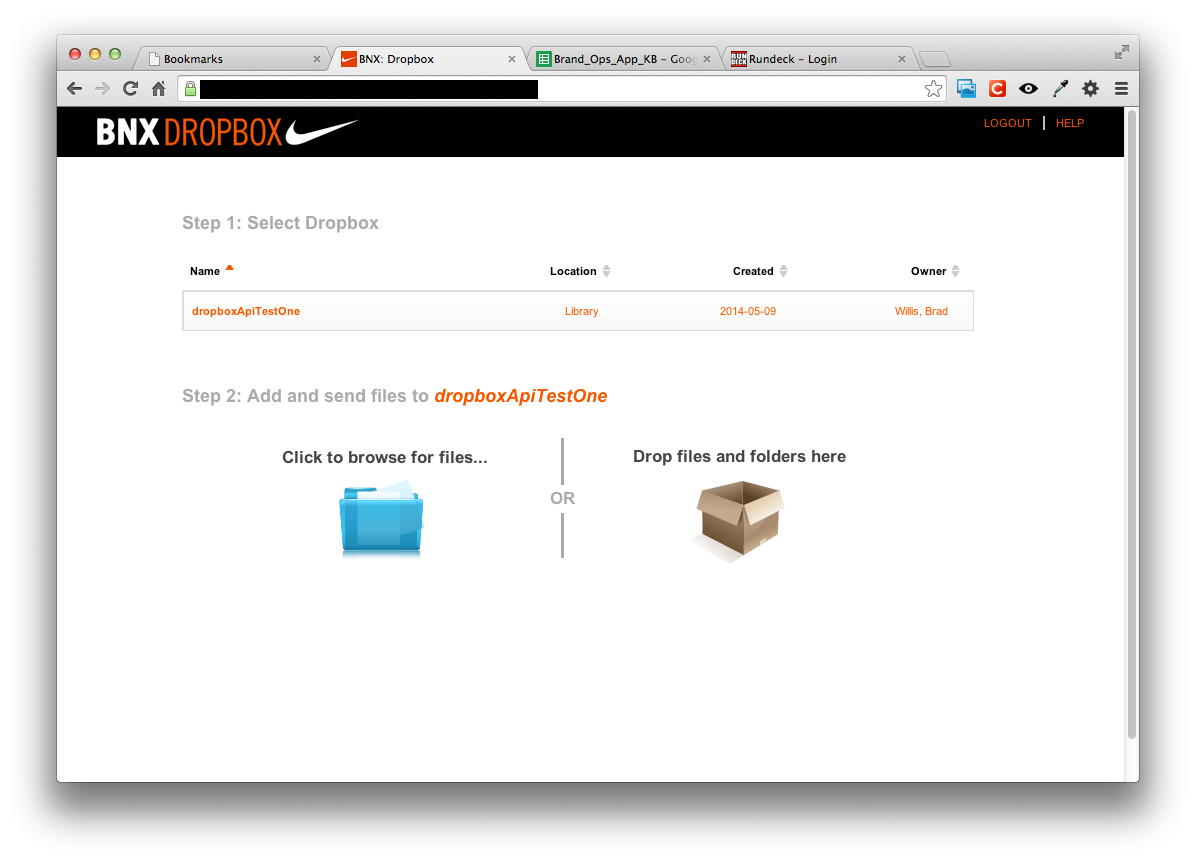 Bookmarks
BNX: Dropbox
Brand_Ops_App_KB – Goog
Rundeck – Login
BNX DROPBOX
LOGOUT | HELP
Step 1: Select Dropbox
Name Location Created Owner
dropboxApiTestOne Library 2014-05-09 Willis, Brad
Step 2: Add and send files to dropboxApiTestOne
Click to browse for files...
OR
Drop files and folders here